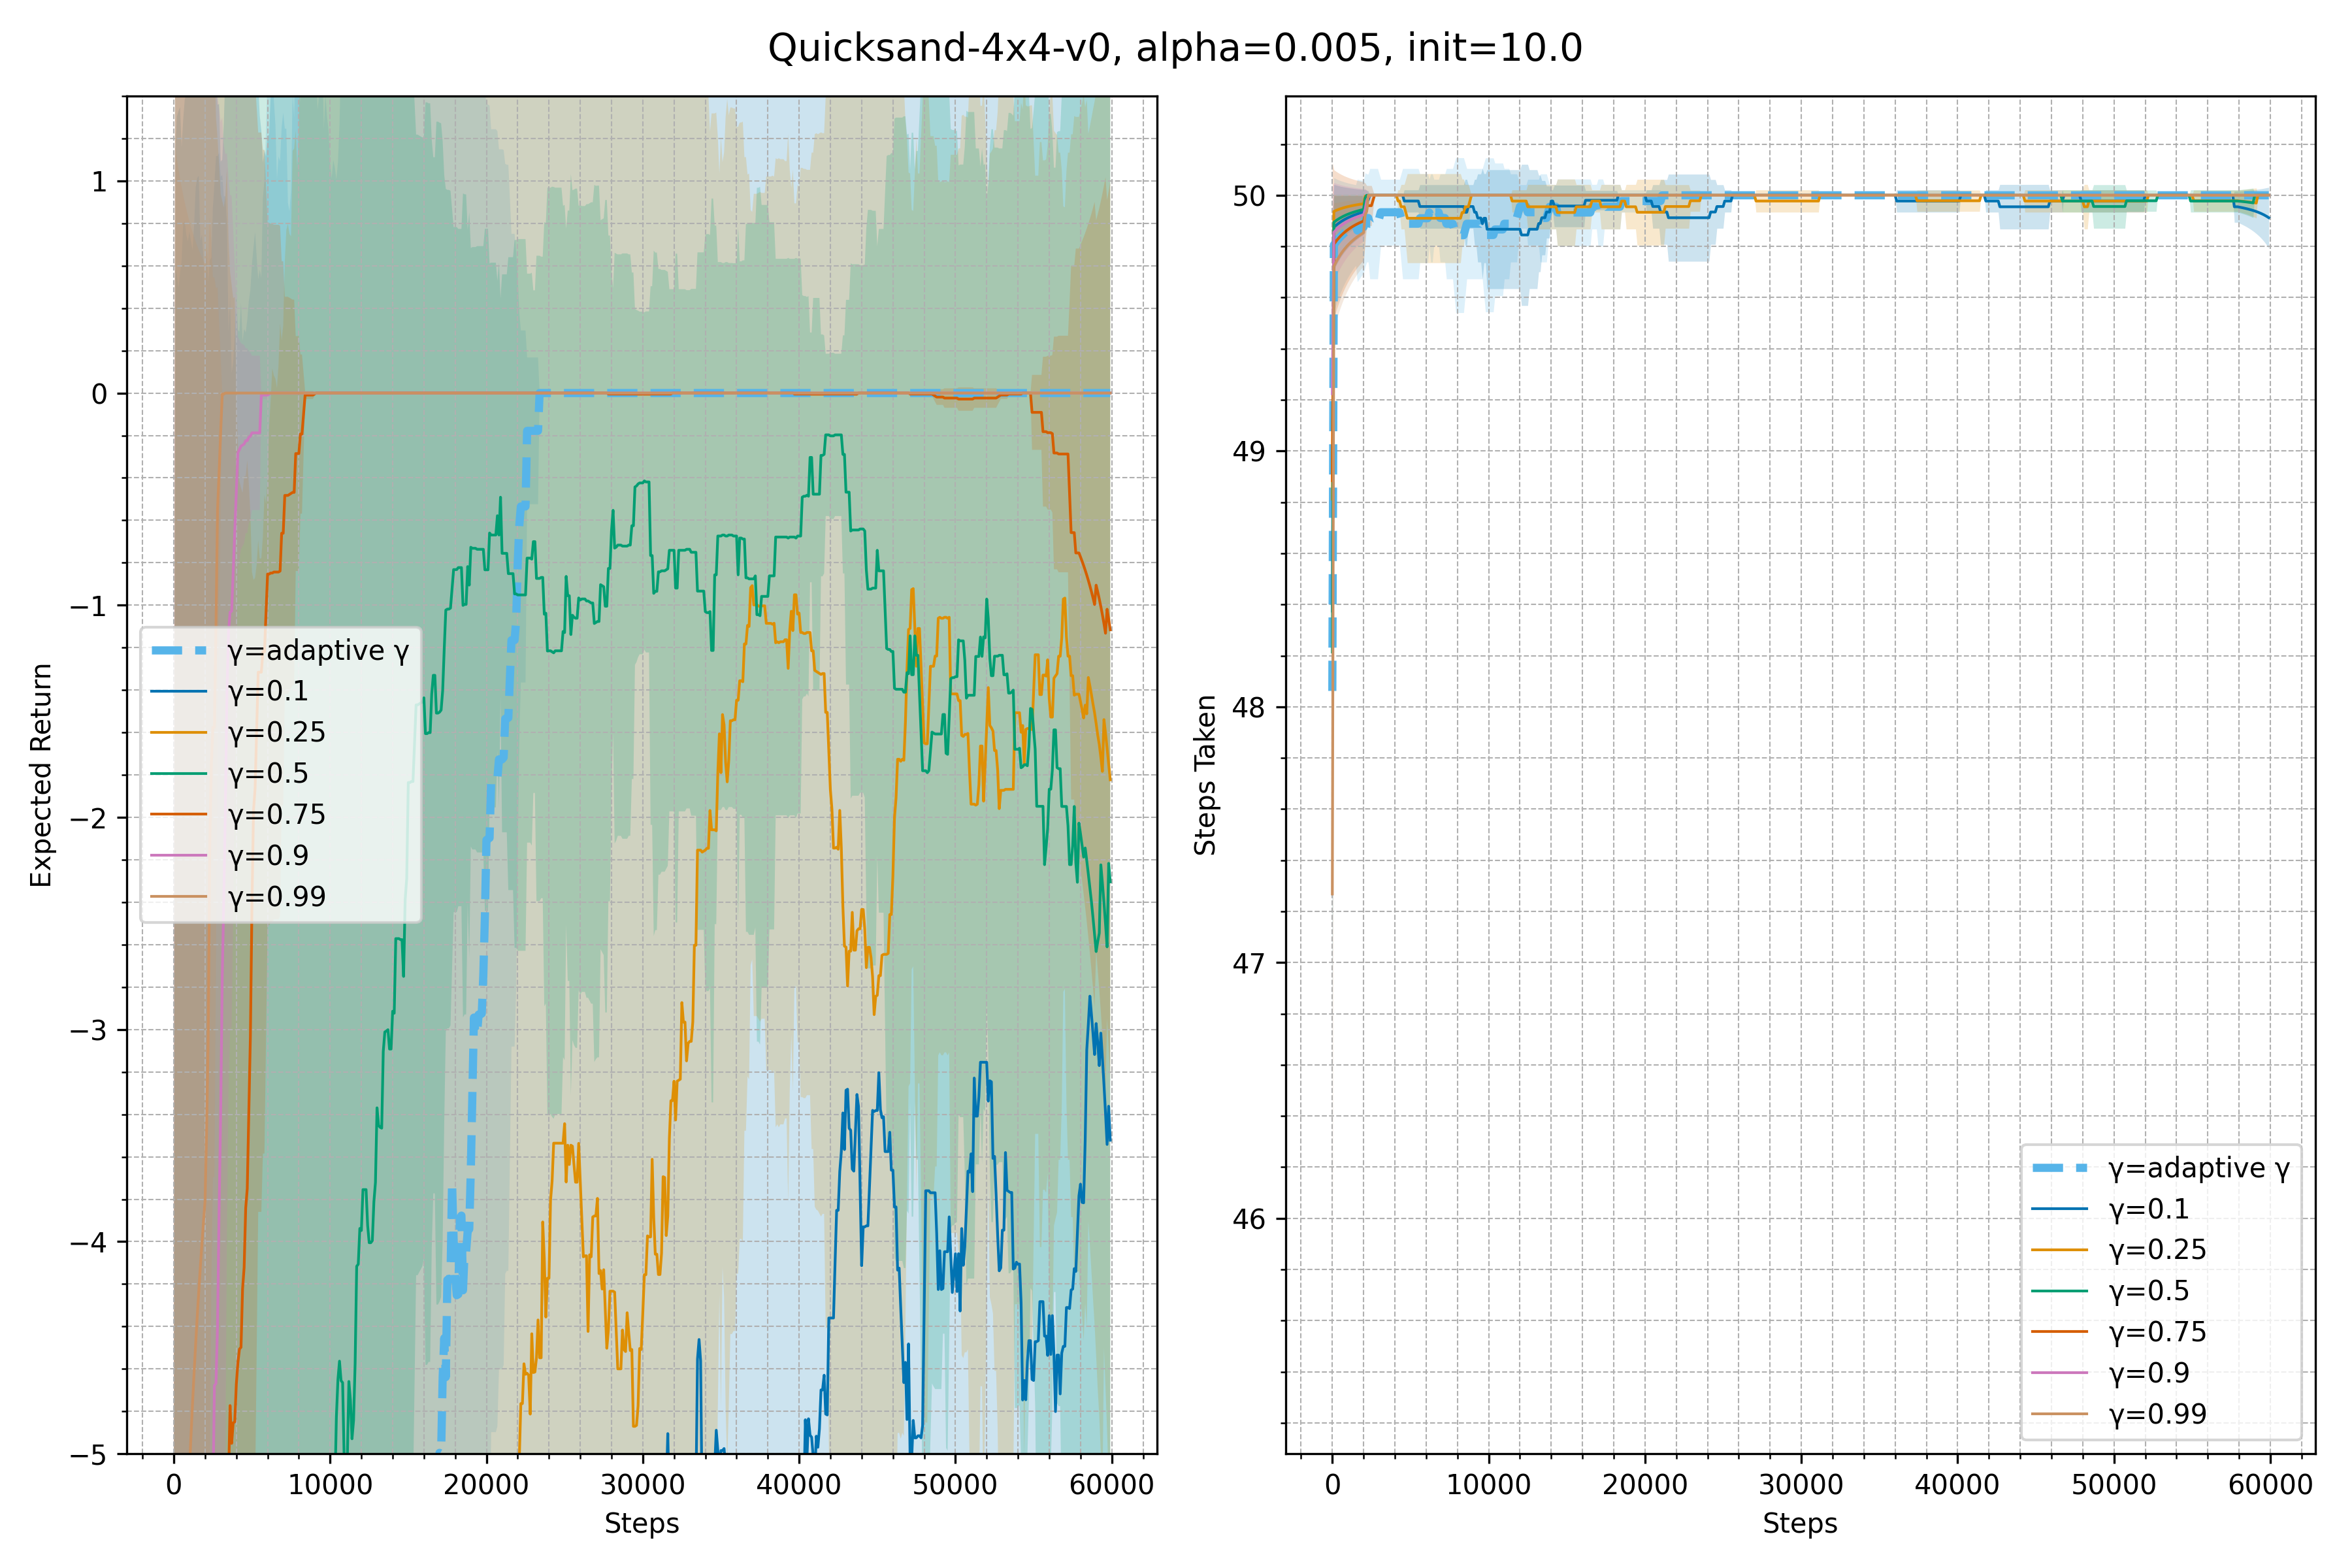 Quicksand-4x4-v0, alpha=0.005, init=10.0
Expected Return
1
0
−1
−2
−3
−4
−5
0
10000
20000
30000
40000
50000
60000
Steps
γ=adaptive γ
γ=0.1
γ=0.25
γ=0.5
γ=0.75
γ=0.9
γ=0.99
Steps Taken
50
49
48
47
46
0
10000
20000
30000
40000
50000
60000
Steps
γ=adaptive γ
γ=0.1
γ=0.25
γ=0.5
γ=0.75
γ=0.9
γ=0.99